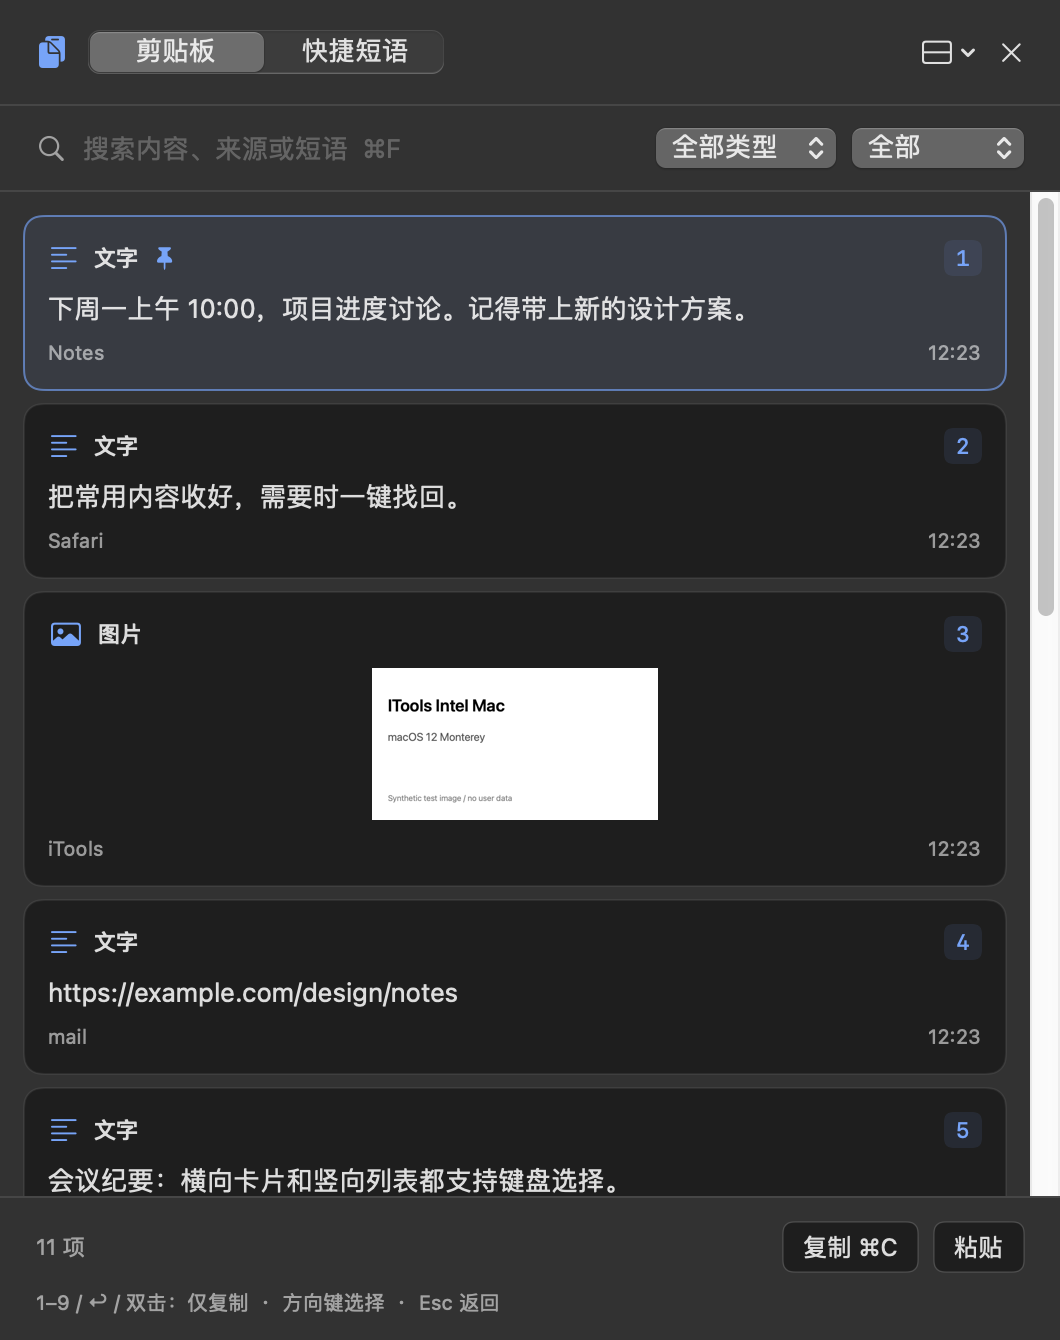 剪贴板 快捷短语
搜索内容、来源或短语 ⌘F 全部类型 全部
文字 1
下周一上午 10:00，项目进度讨论。记得带上新的设计方案。
Notes 12:23
文字 2
把常用内容收好，需要时一键找回。
Safari 12:23
图片 3
ITools Intel Mac
macOS 12 Monterey
Synthetic test image / no user data
iTools 12:23
文字 4
https://example.com/design/notes
mail 12:23
文字 5
会议纪要：横向卡片和竖向列表都支持键盘选择。
11 项 复制 ⌘C 粘贴
1–9 / ↩ / 双击：仅复制 · 方向键选择 · Esc 返回